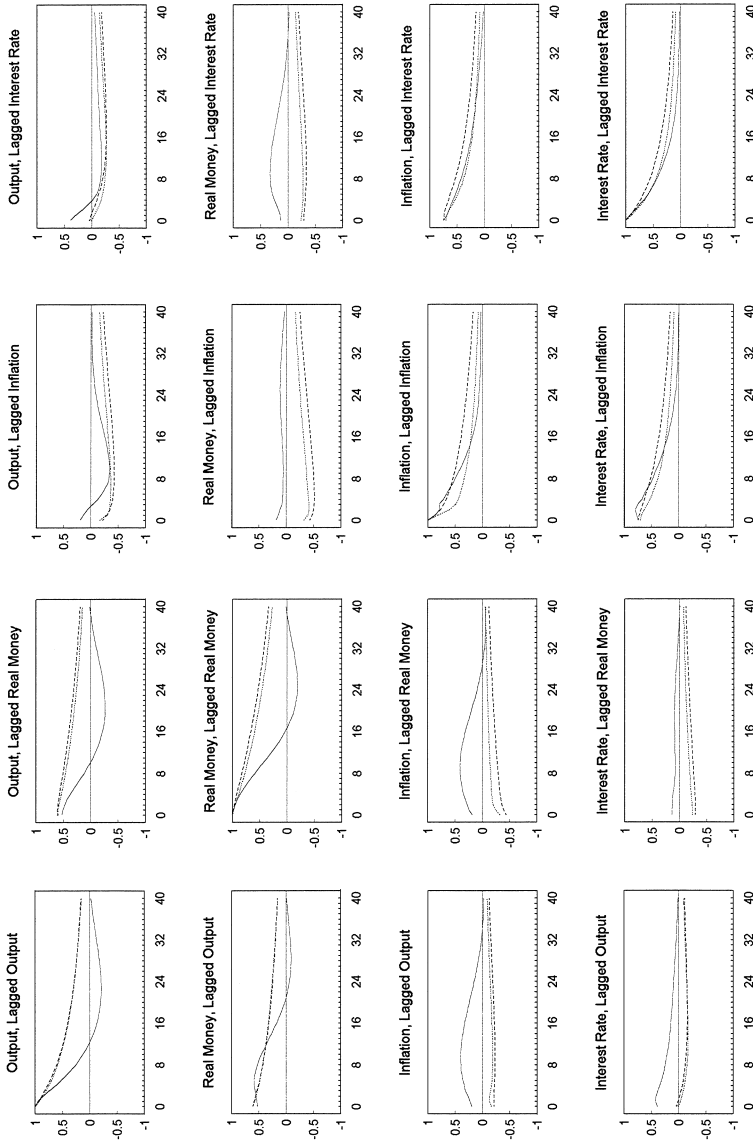 Output, Lagged Output
1
0.5
0
-0.5
-1
0 8 16 24 32 40
Output, Lagged Real Money
1
0.5
0
-0.5
-1
0 8 16 24 32 40
Output, Lagged Inflation
1
0.5
0
-0.5
-1
0 8 16 24 32 40
Output, Lagged Interest Rate
1
0.5
0
-0.5
-1
0 8 16 24 32 40
Real Money, Lagged Output
1
0.5
0
-0.5
-1
0 8 16 24 32 40
Real Money, Lagged Real Money
1
0.5
0
-0.5
-1
0 8 16 24 32 40
Real Money, Lagged Inflation
1
0.5
0
-0.5
-1
0 8 16 24 32 40
Real Money, Lagged Interest Rate
1
0.5
0
-0.5
-1
0 8 16 24 32 40
Inflation, Lagged Output
1
0.5
0
-0.5
-1
0 8 16 24 32 40
Inflation, Lagged Real Money
1
0.5
0
-0.5
-1
0 8 16 24 32 40
Inflation, Lagged Inflation
1
0.5
0
-0.5
-1
0 8 16 24 32 40
Inflation, Lagged Interest Rate
1
0.5
0
-0.5
-1
0 8 16 24 32 40
Interest Rate, Lagged Output
1
0.5
0
-0.5
-1
0 8 16 24 32 40
Interest Rate, Lagged Real Money
1
0.5
0
-0.5
-1
0 8 16 24 32 40
Interest Rate, Lagged Inflation
1
0.5
0
-0.5
-1
0 8 16 24 32 40
Interest Rate, Lagged Interest Rate
1
0.5
0
-0.5
-1
0 8 16 24 32 40